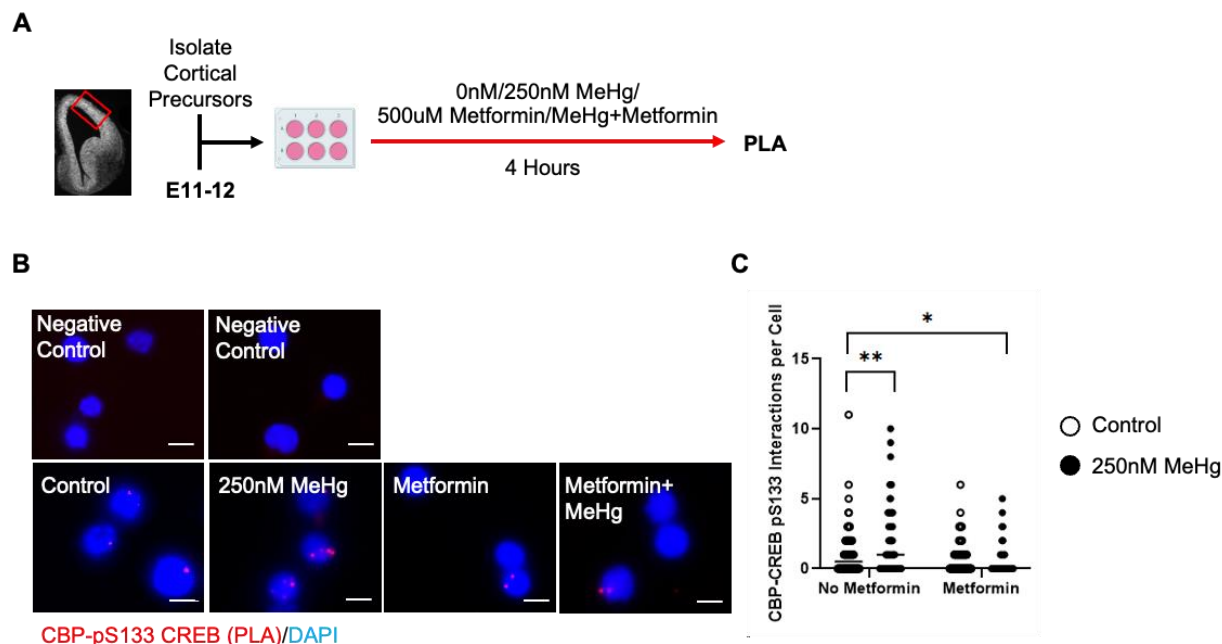 A
Isolate
Cortical
Precursors
E11-12
0nM/250nM MeHg/
500uM Metformin/MeHg+Metformin
4 Hours
PLA
B
Negative
Control
Negative
Control
Control
250nM MeHg
Metformin
Metformin+
MeHg
CBP-pS133 CREB (PLA)/DAPI
C
CBP-CREB pS133 Interactions per Cell
15
10
5
0
*
**
No Metformin
Metformin
Control
250nM MeHg